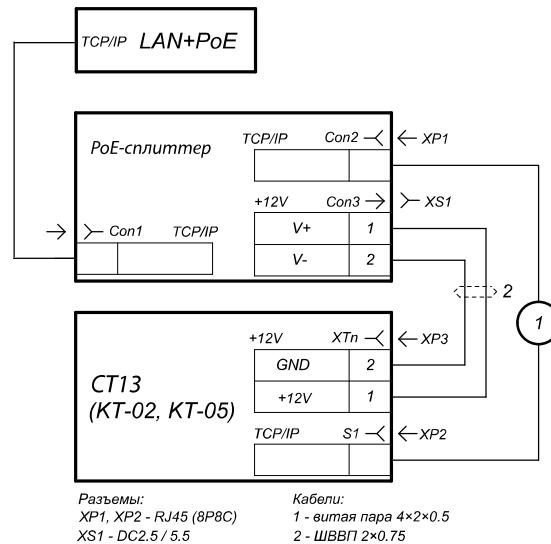 TCP/IP LAN+PoE
PoE-сплиттер
TCP/IP Con2 XP1
+12V Con3 XS1
V+ 1
V- 2
Con1 TCP/IP
2
1
+12V XTn XP3
GND 2
+12V 1
CT13
(KT-02, KT-05)
TCP/IP S1 XP2
Разъемы:
XP1, XP2 - RJ45 (8P8C)
XS1 - DC2.5 / 5.5
Кабели:
1 - витая пара 4×2×0.5
2 - ШВВП 2×0.75